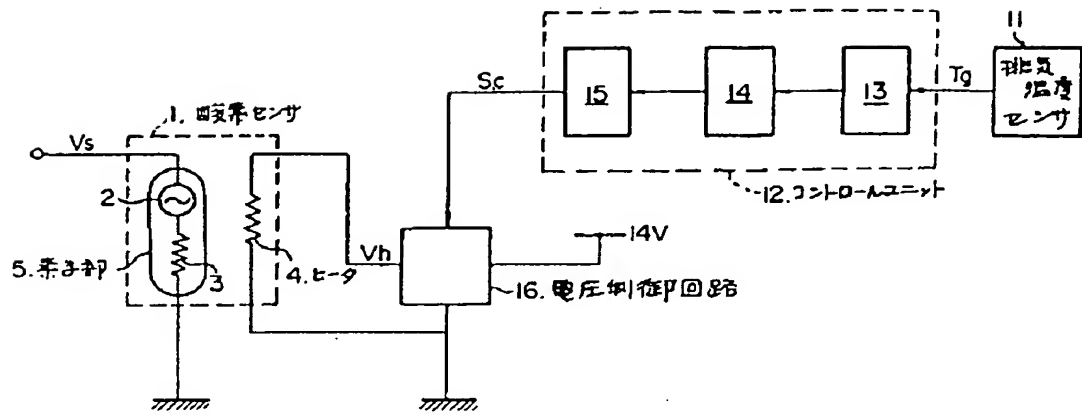 11
排気
温度
センサ
Tg
13
14
15
Sc
12.コントロールユニット
1.酸素センサ
Vs
2
3
5.素子部
4.ヒータ
Vh
14V
16.電圧制御回路